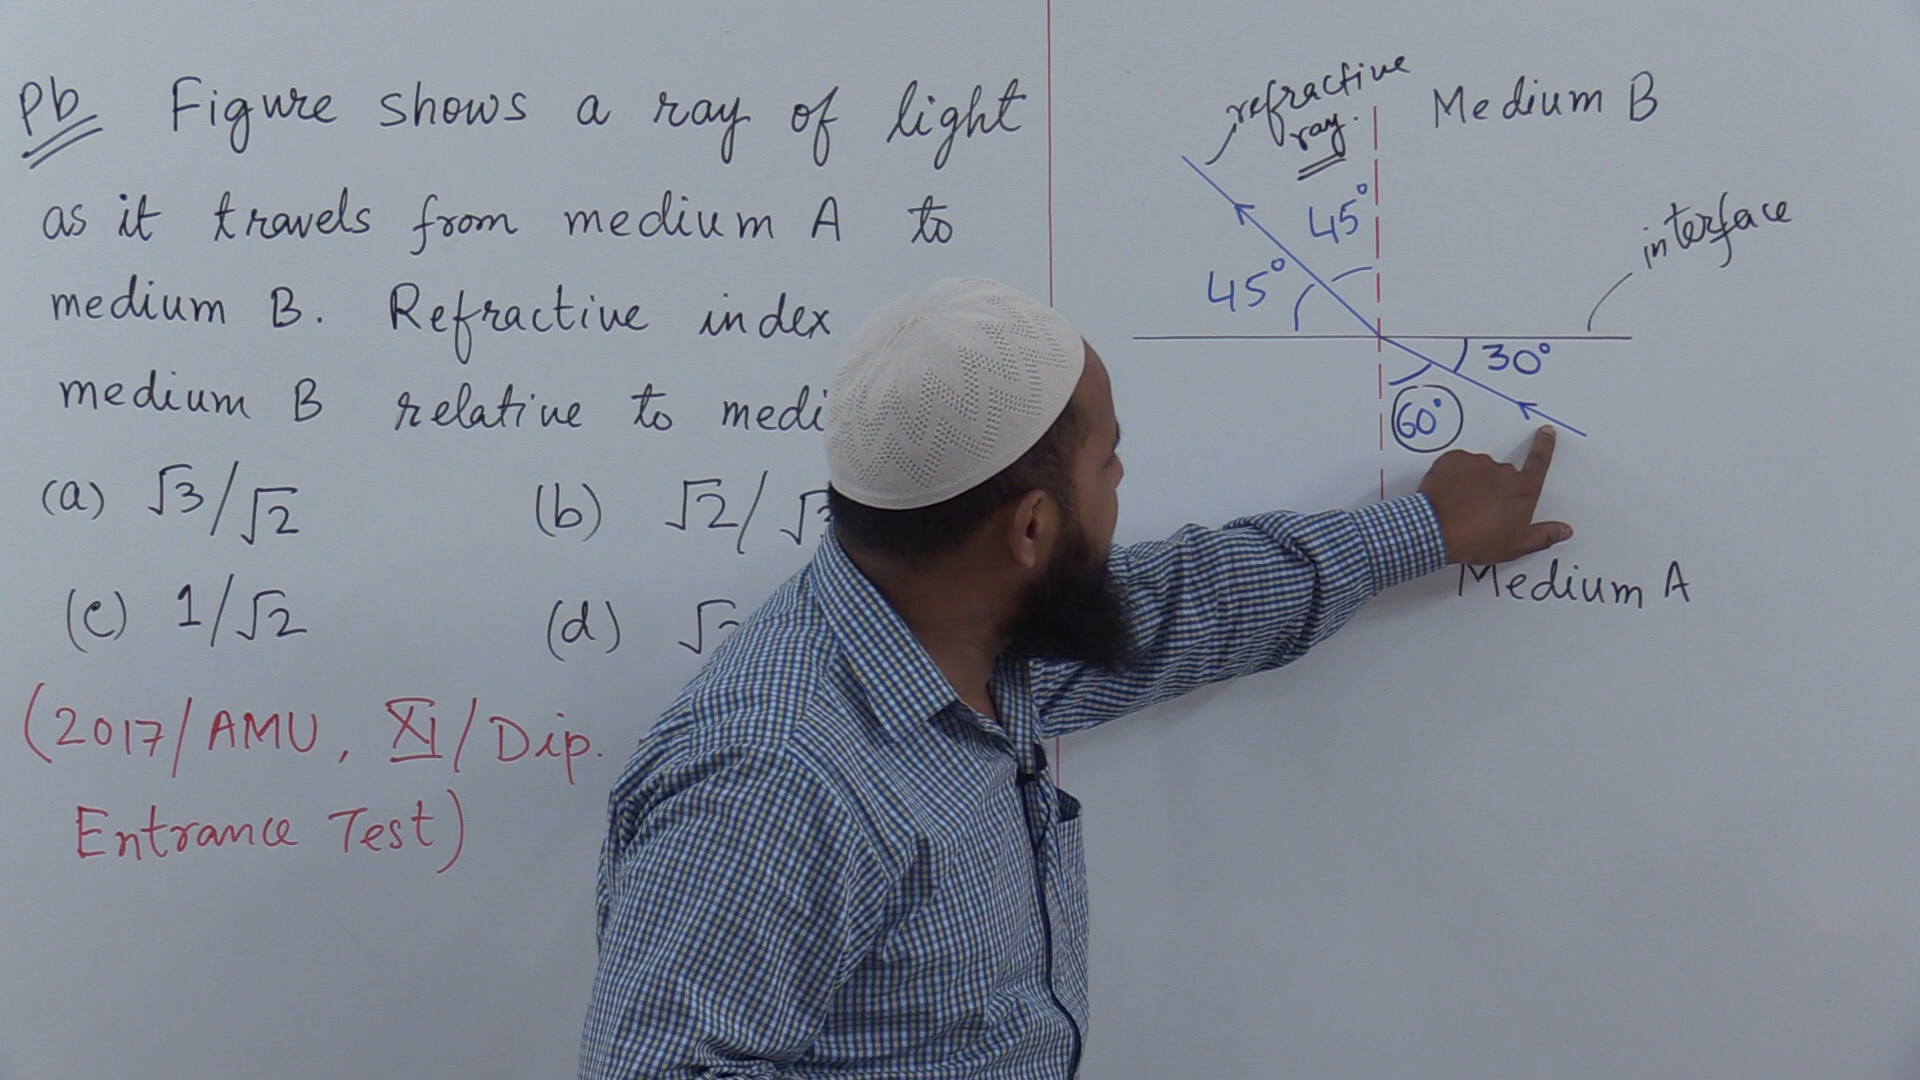 Pb Figure shows a ray of light
as it travels from medium A to
medium B. Refractive index
medium B relative to
(a) √3/√2 (b) √2/
(c) 1/√2 (d)
(2017/AMU, XI/Dip.
Entrance Test)
refractive
ray.
Medium B
45°
45°
interface
30°
60°
Medium A